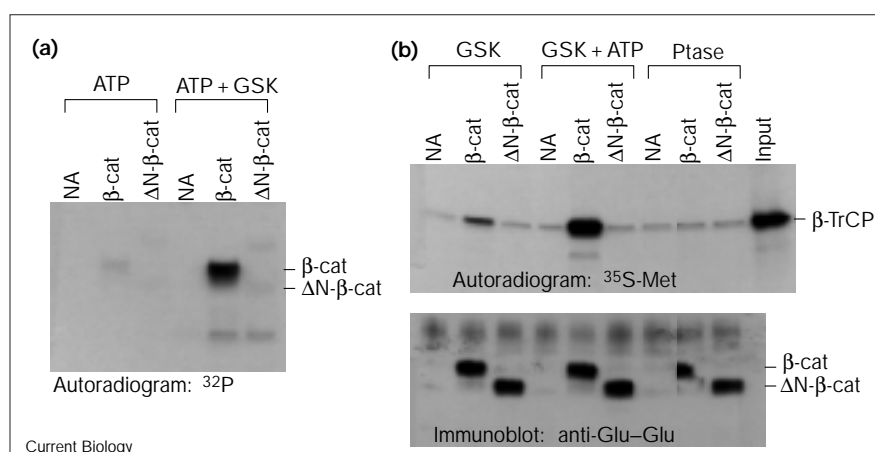 (a)
ATP
ATP + GSK
NA
β-cat
ΔN-β-cat
NA
β-cat
ΔN-β-cat
β-cat
ΔN-β-cat
Autoradiogram: ³²P
Current Biology
(b)
GSK
GSK + ATP
Ptase
NA
β-cat
ΔN-β-cat
NA
β-cat
ΔN-β-cat
NA
β-cat
ΔN-β-cat
Input
β-TrCP
Autoradiogram: ³⁵S-Met
β-cat
ΔN-β-cat
Immunoblot: anti-Glu–Glu